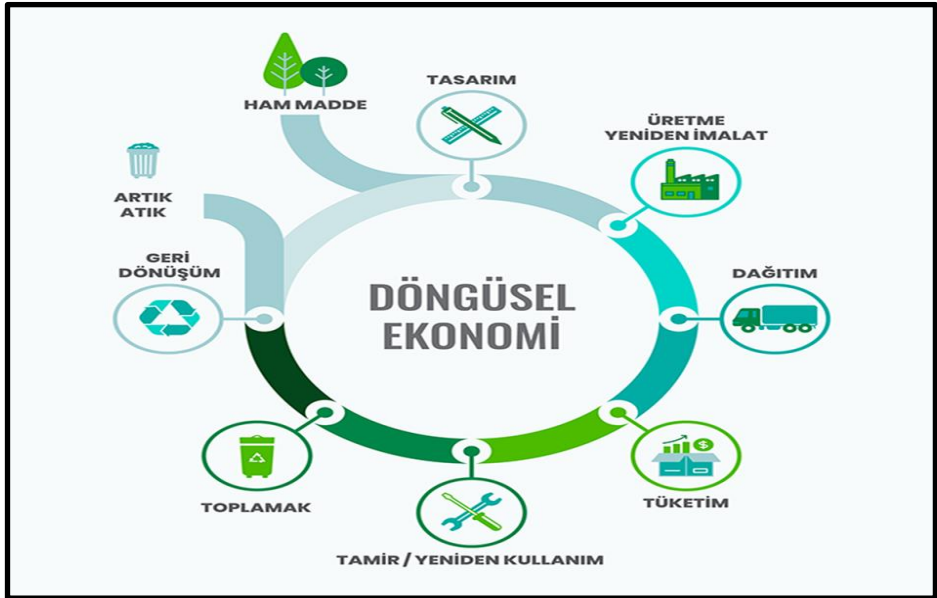 HAM MADDE
TASARIM
ÜRETME
YENİDEN İMALAT
ARTIK
ATIK
GERİ
DÖNÜŞÜM
DAĞITIM
DÖNGÜSEL
EKONOMİ
TOPLAMAK
TÜKETİM
TAMİR / YENİDEN KULLANIM
$